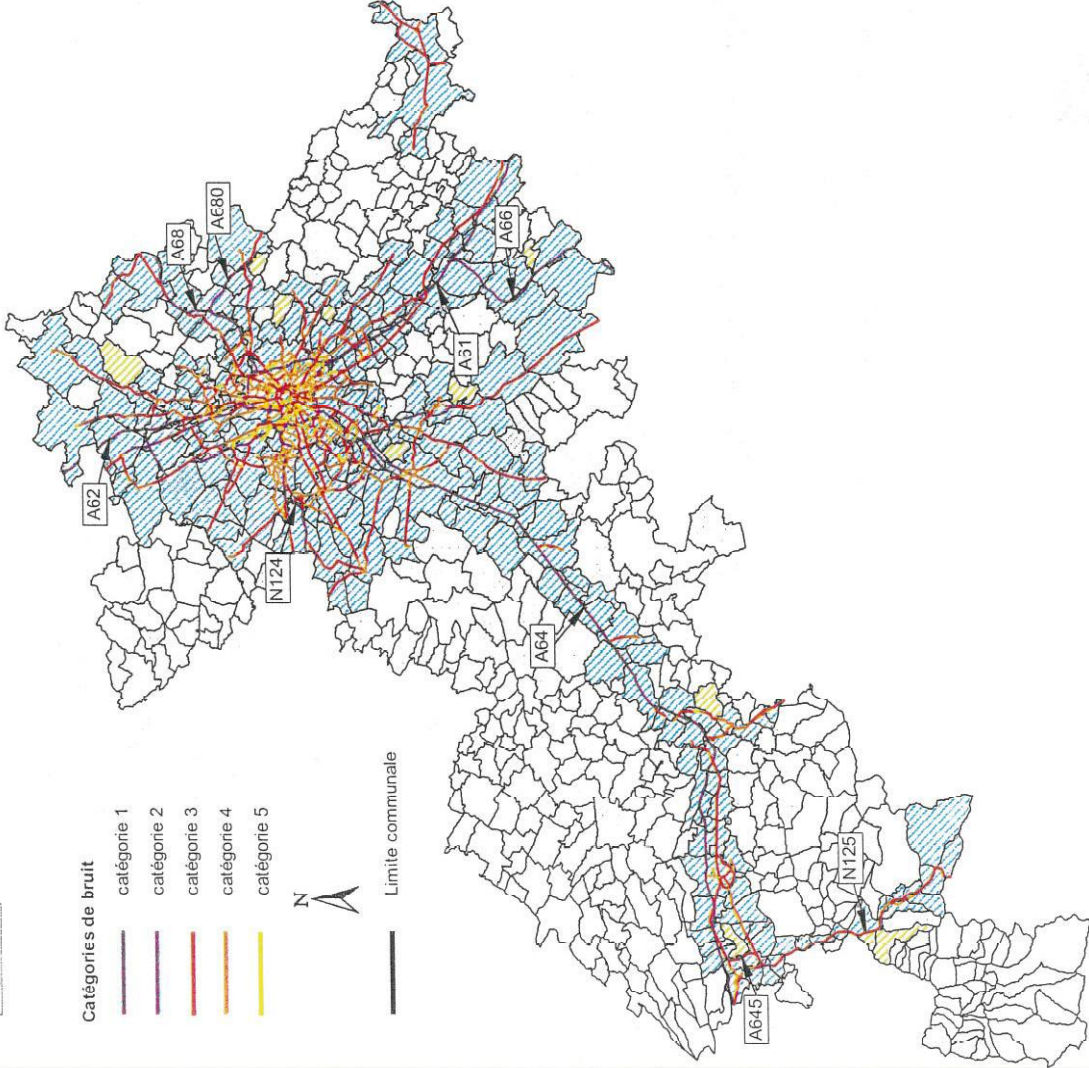 Catégories de bruit
catégorie 1
catégorie 2
catégorie 3
catégorie 4
catégorie 5
N
Limite communale
A62
A68
A680
N124
A61
A66
A64
A645
N125